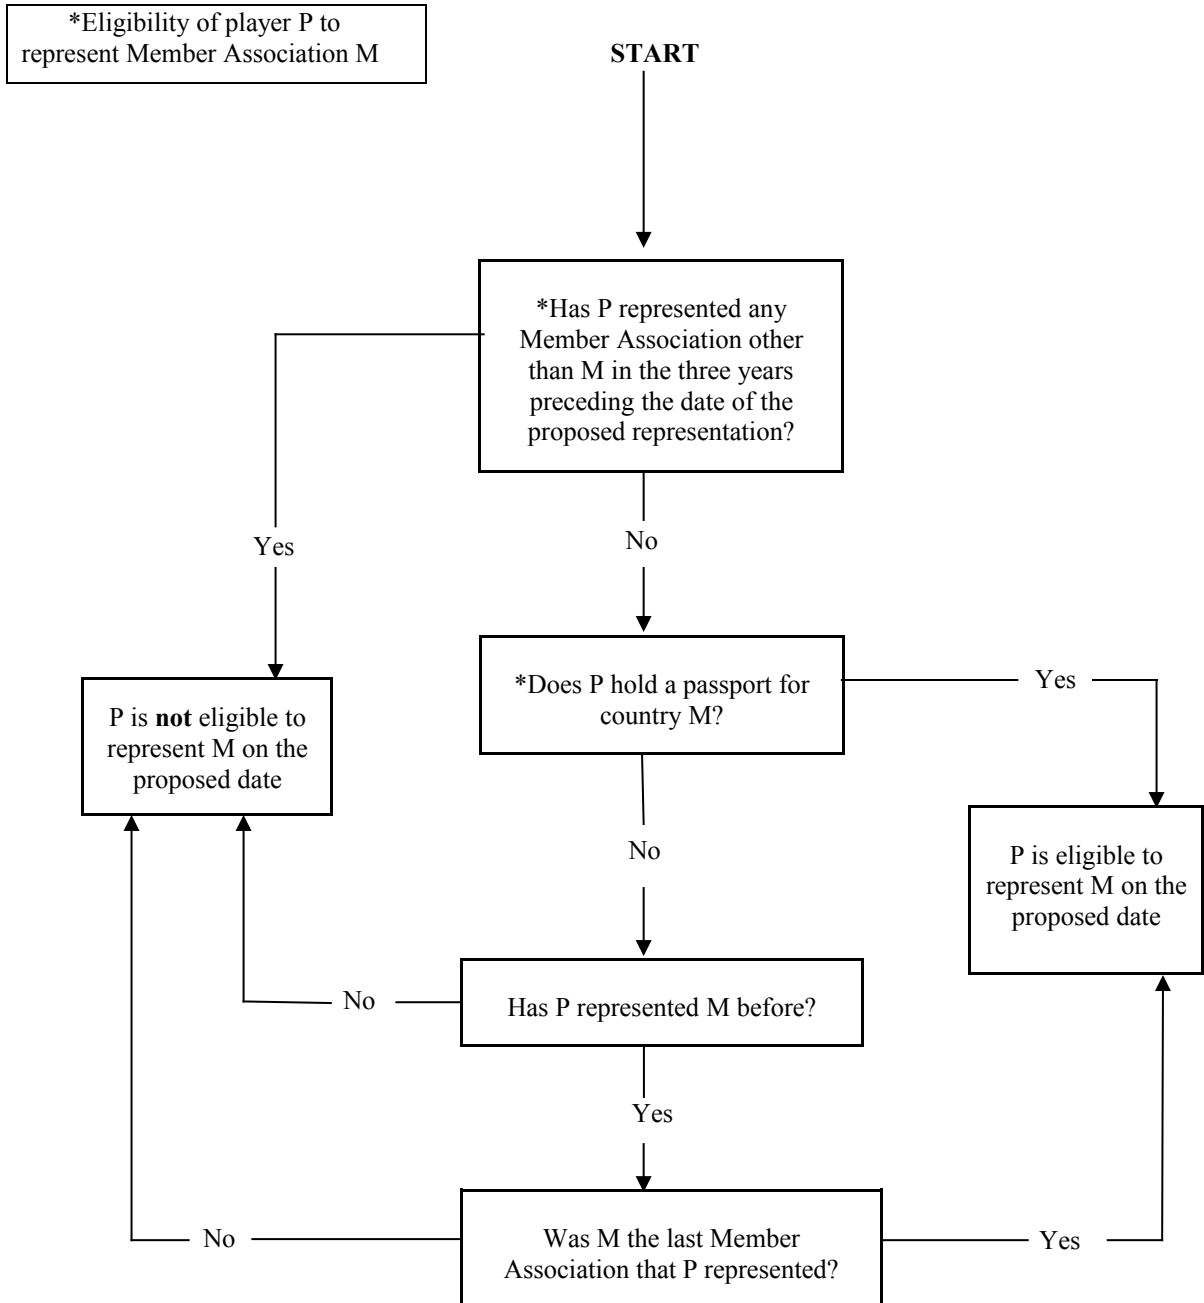 *Eligibility of player P to
represent Member Association M
START
*Has P represented any
Member Association other
than M in the three years
preceding the date of the
proposed representation?
Yes
No
*Does P hold a passport for
country M?
Yes
P is not eligible to
represent M on the
proposed date
No
P is eligible to
represent M on the
proposed date
No
Has P represented M before?
Yes
No
Was M the last Member
Association that P represented?
Yes